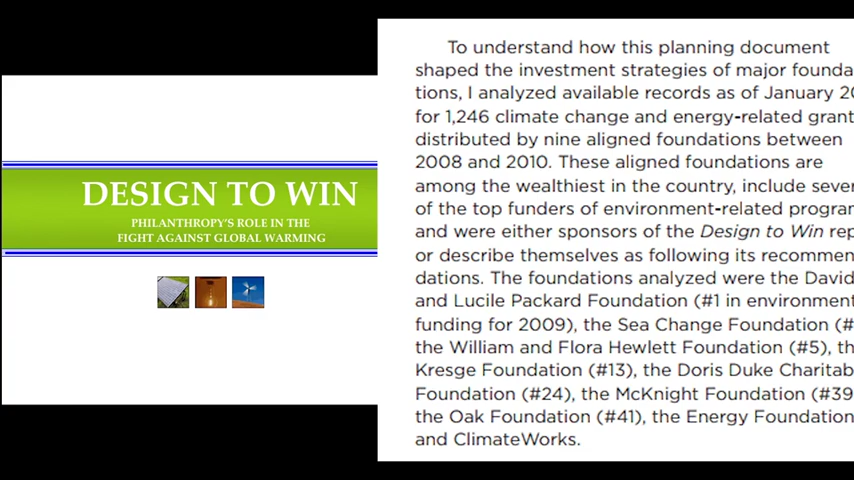 DESIGN TO WIN
PHILANTHROPY'S ROLE IN THE
FIGHT AGAINST GLOBAL WARMING
To understand how this planning document
shaped the investment strategies of major founda
tions, I analyzed available records as of January 20
for 1,246 climate change and energy-related grant
distributed by nine aligned foundations between
2008 and 2010. These aligned foundations are
among the wealthiest in the country, include sever
of the top funders of environment-related program
and were either sponsors of the Design to Win rep
or describe themselves as following its recommen
dations. The foundations analyzed were the David
and Lucile Packard Foundation (#1 in environment
funding for 2009), the Sea Change Foundation (#
the William and Flora Hewlett Foundation (#5), th
Kresge Foundation (#13), the Doris Duke Charitab
Foundation (#24), the McKnight Foundation (#39
the Oak Foundation (#41), the Energy Foundation
and ClimateWorks.